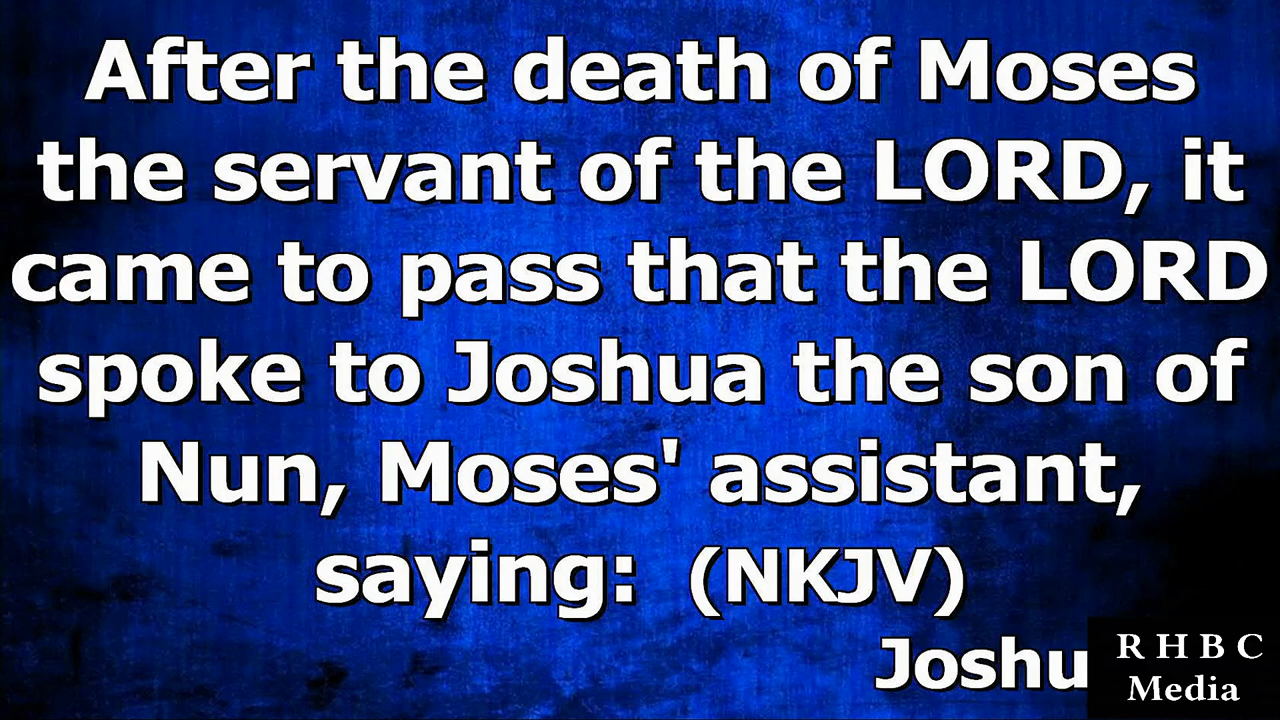 After the death of Moses
the servant of the LORD, it
came to pass that the LORD
spoke to Joshua the son of
Nun, Moses' assistant,
saying: (NKJV)
Joshu
R H B C
Media